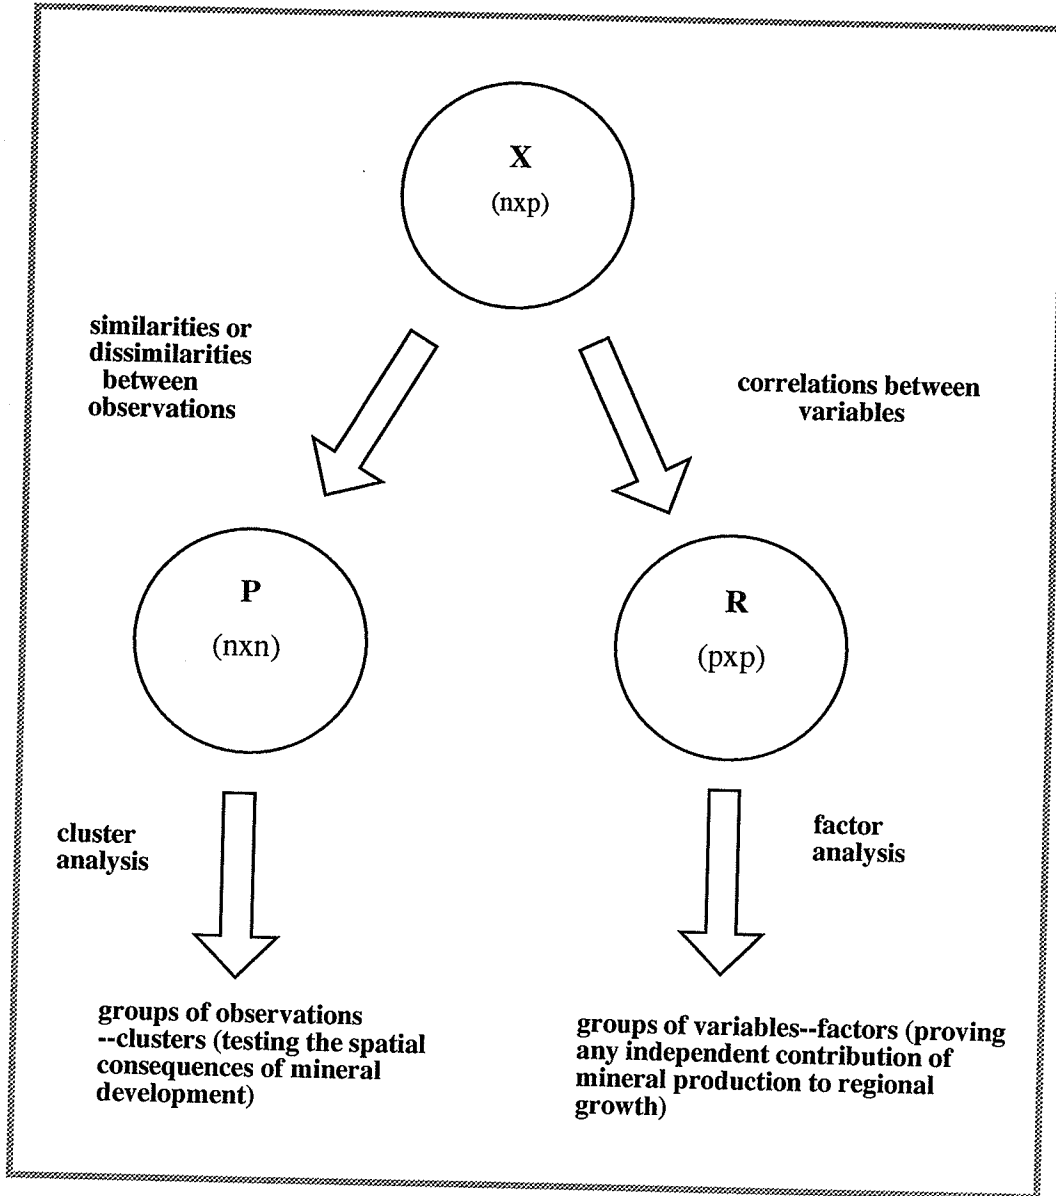 X
(nxp)
similarities or
dissimilarities
between
observations
correlations between
variables
P
(nxn)
R
(pxp)
cluster
analysis
factor
analysis
groups of observations
--clusters (testing the spatial
consequences of mineral
development)
groups of variables--factors (proving
any independent contribution of
mineral production to regional
growth)